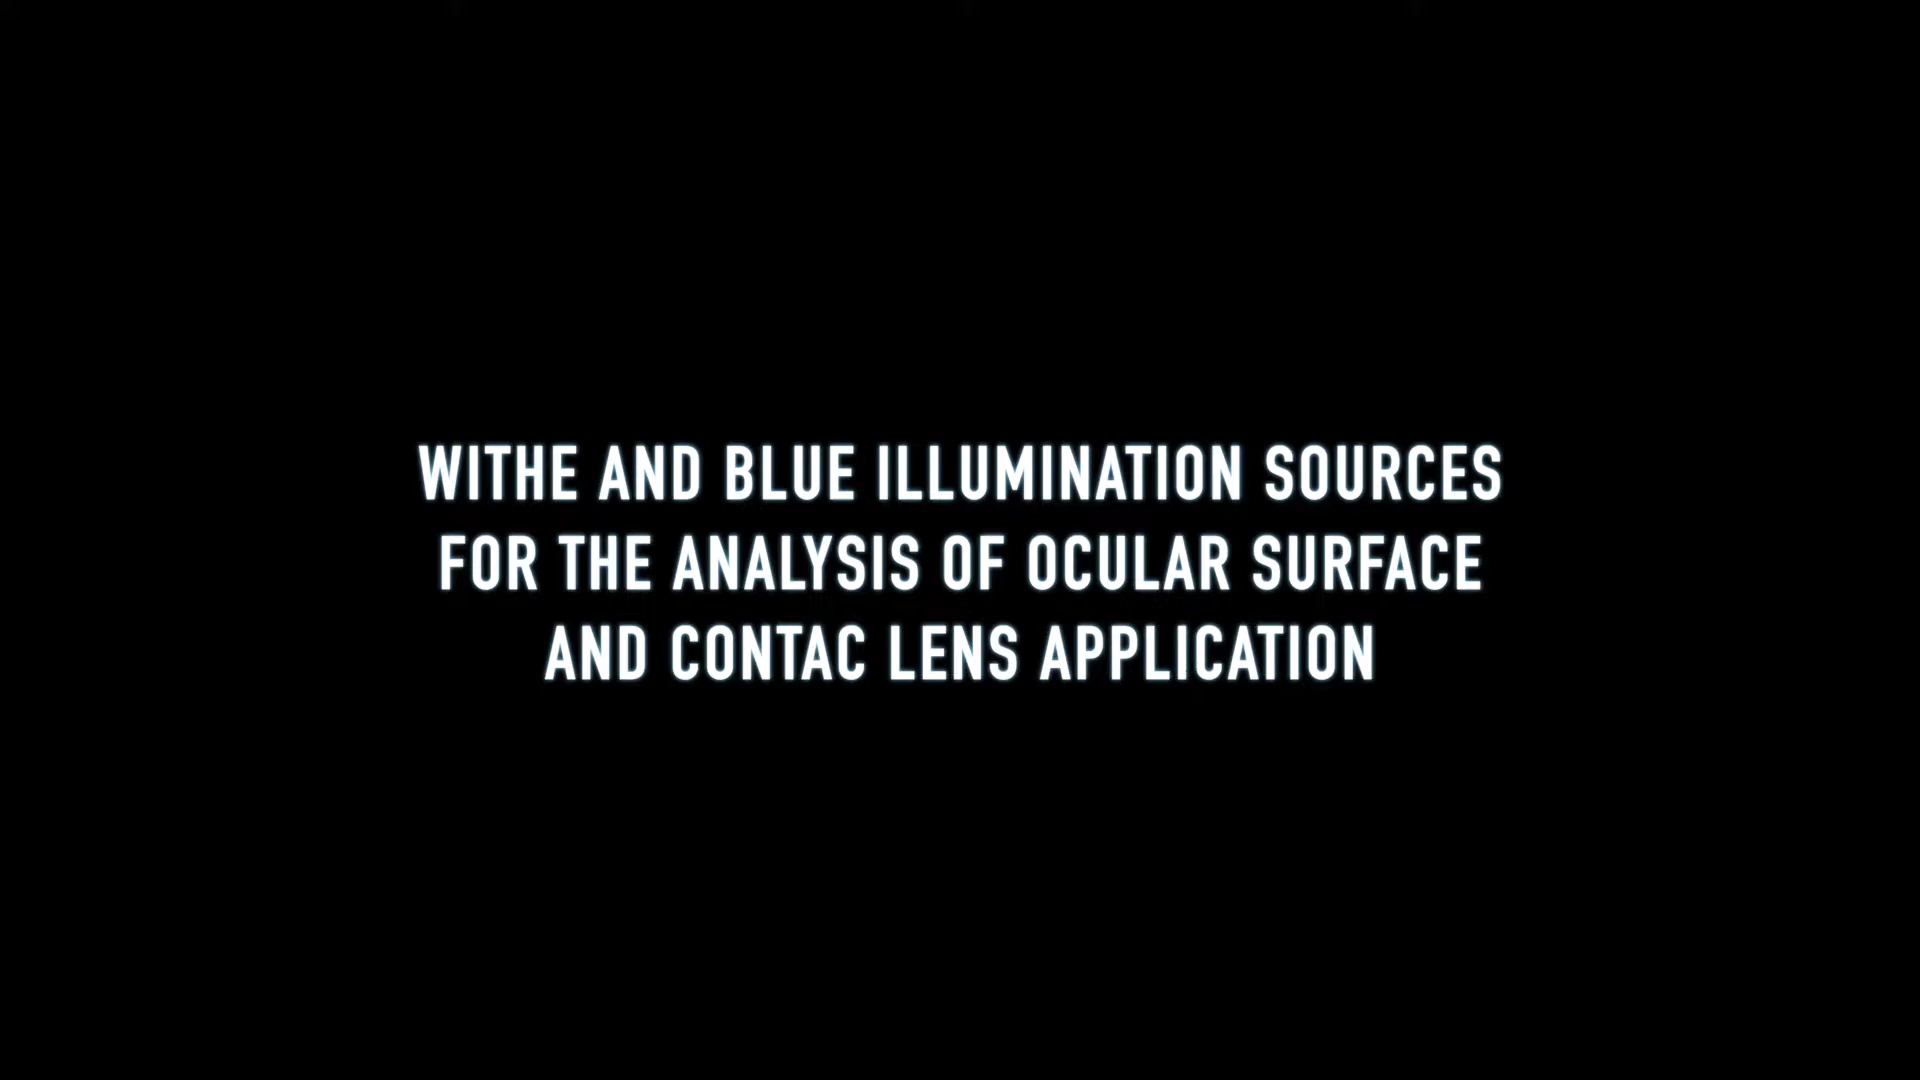 WITHE AND BLUE ILLUMINATION SOURCES
FOR THE ANALYSIS OF OCULAR SURFACE
AND CONTAC LENS APPLICATION